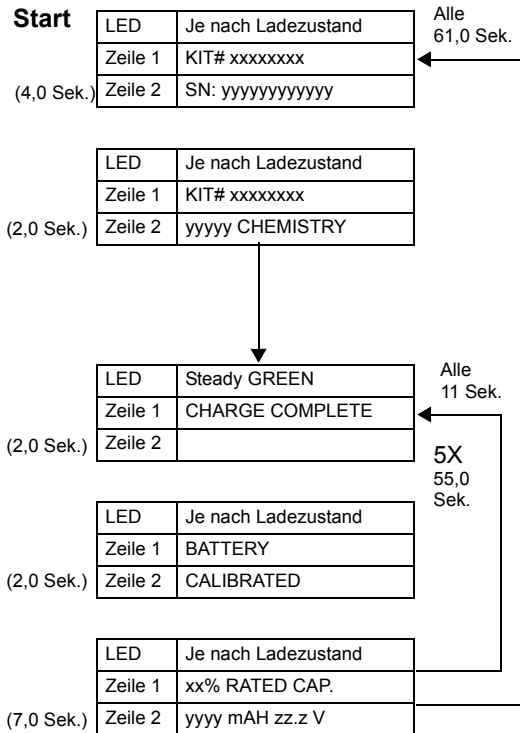 Start
LED Je nach Ladezustand
Zeile 1 KIT# xxxxxxxx
(4,0 Sek.) Zeile 2 SN: yyyyyyyyyyyy
Alle
61,0 Sek.
LED Je nach Ladezustand
Zeile 1 KIT# xxxxxxxx
(2,0 Sek.) Zeile 2 yyyyy CHEMISTRY
LED Steady GREEN
Zeile 1 CHARGE COMPLETE
(2,0 Sek.) Zeile 2
Alle
11 Sek.
5X
55,0
Sek.
LED Je nach Ladezustand
Zeile 1 BATTERY
(2,0 Sek.) Zeile 2 CALIBRATED
LED Je nach Ladezustand
Zeile 1 xx% RATED CAP.
(7,0 Sek.) Zeile 2 yyyy mAH zz.z V